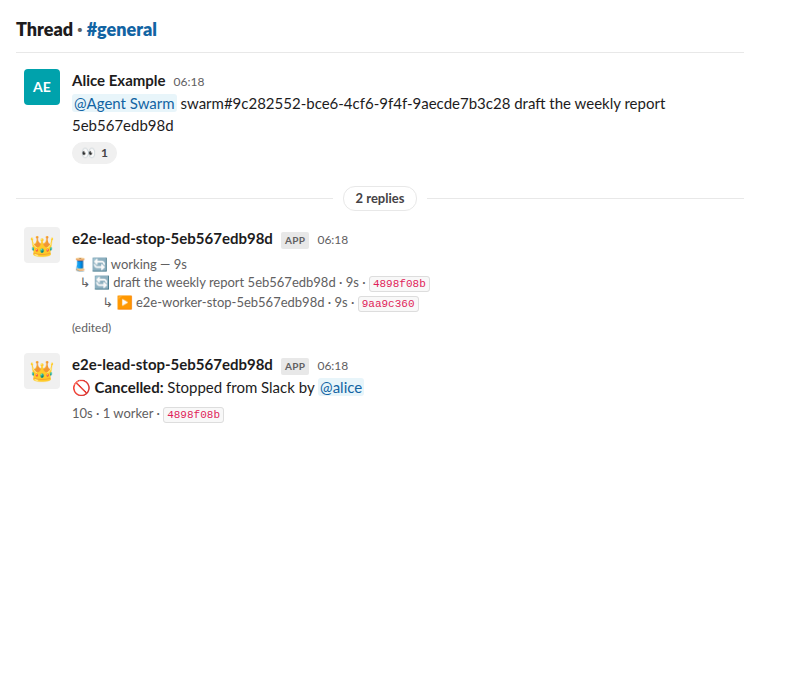 Thread • #general
AE
Alice Example 06:18
@Agent Swarm swarm#9c282552-bce6-4cf6-9f4f-9aecde7b3c28 draft the weekly report
5eb567edb98d
👀 1
2 replies
e2e-lead-stop-5eb567edb98d APP 06:18
🧵 🔄 working — 9s
↳ 🔄 draft the weekly report 5eb567edb98d · 9s · 4898f08b
↳ ▶️ e2e-worker-stop-5eb567edb98d · 9s · 9aa9c360
(edited)
e2e-lead-stop-5eb567edb98d APP 06:18
🚫 Cancelled: Stopped from Slack by @alice
10s · 1 worker · 4898f08b